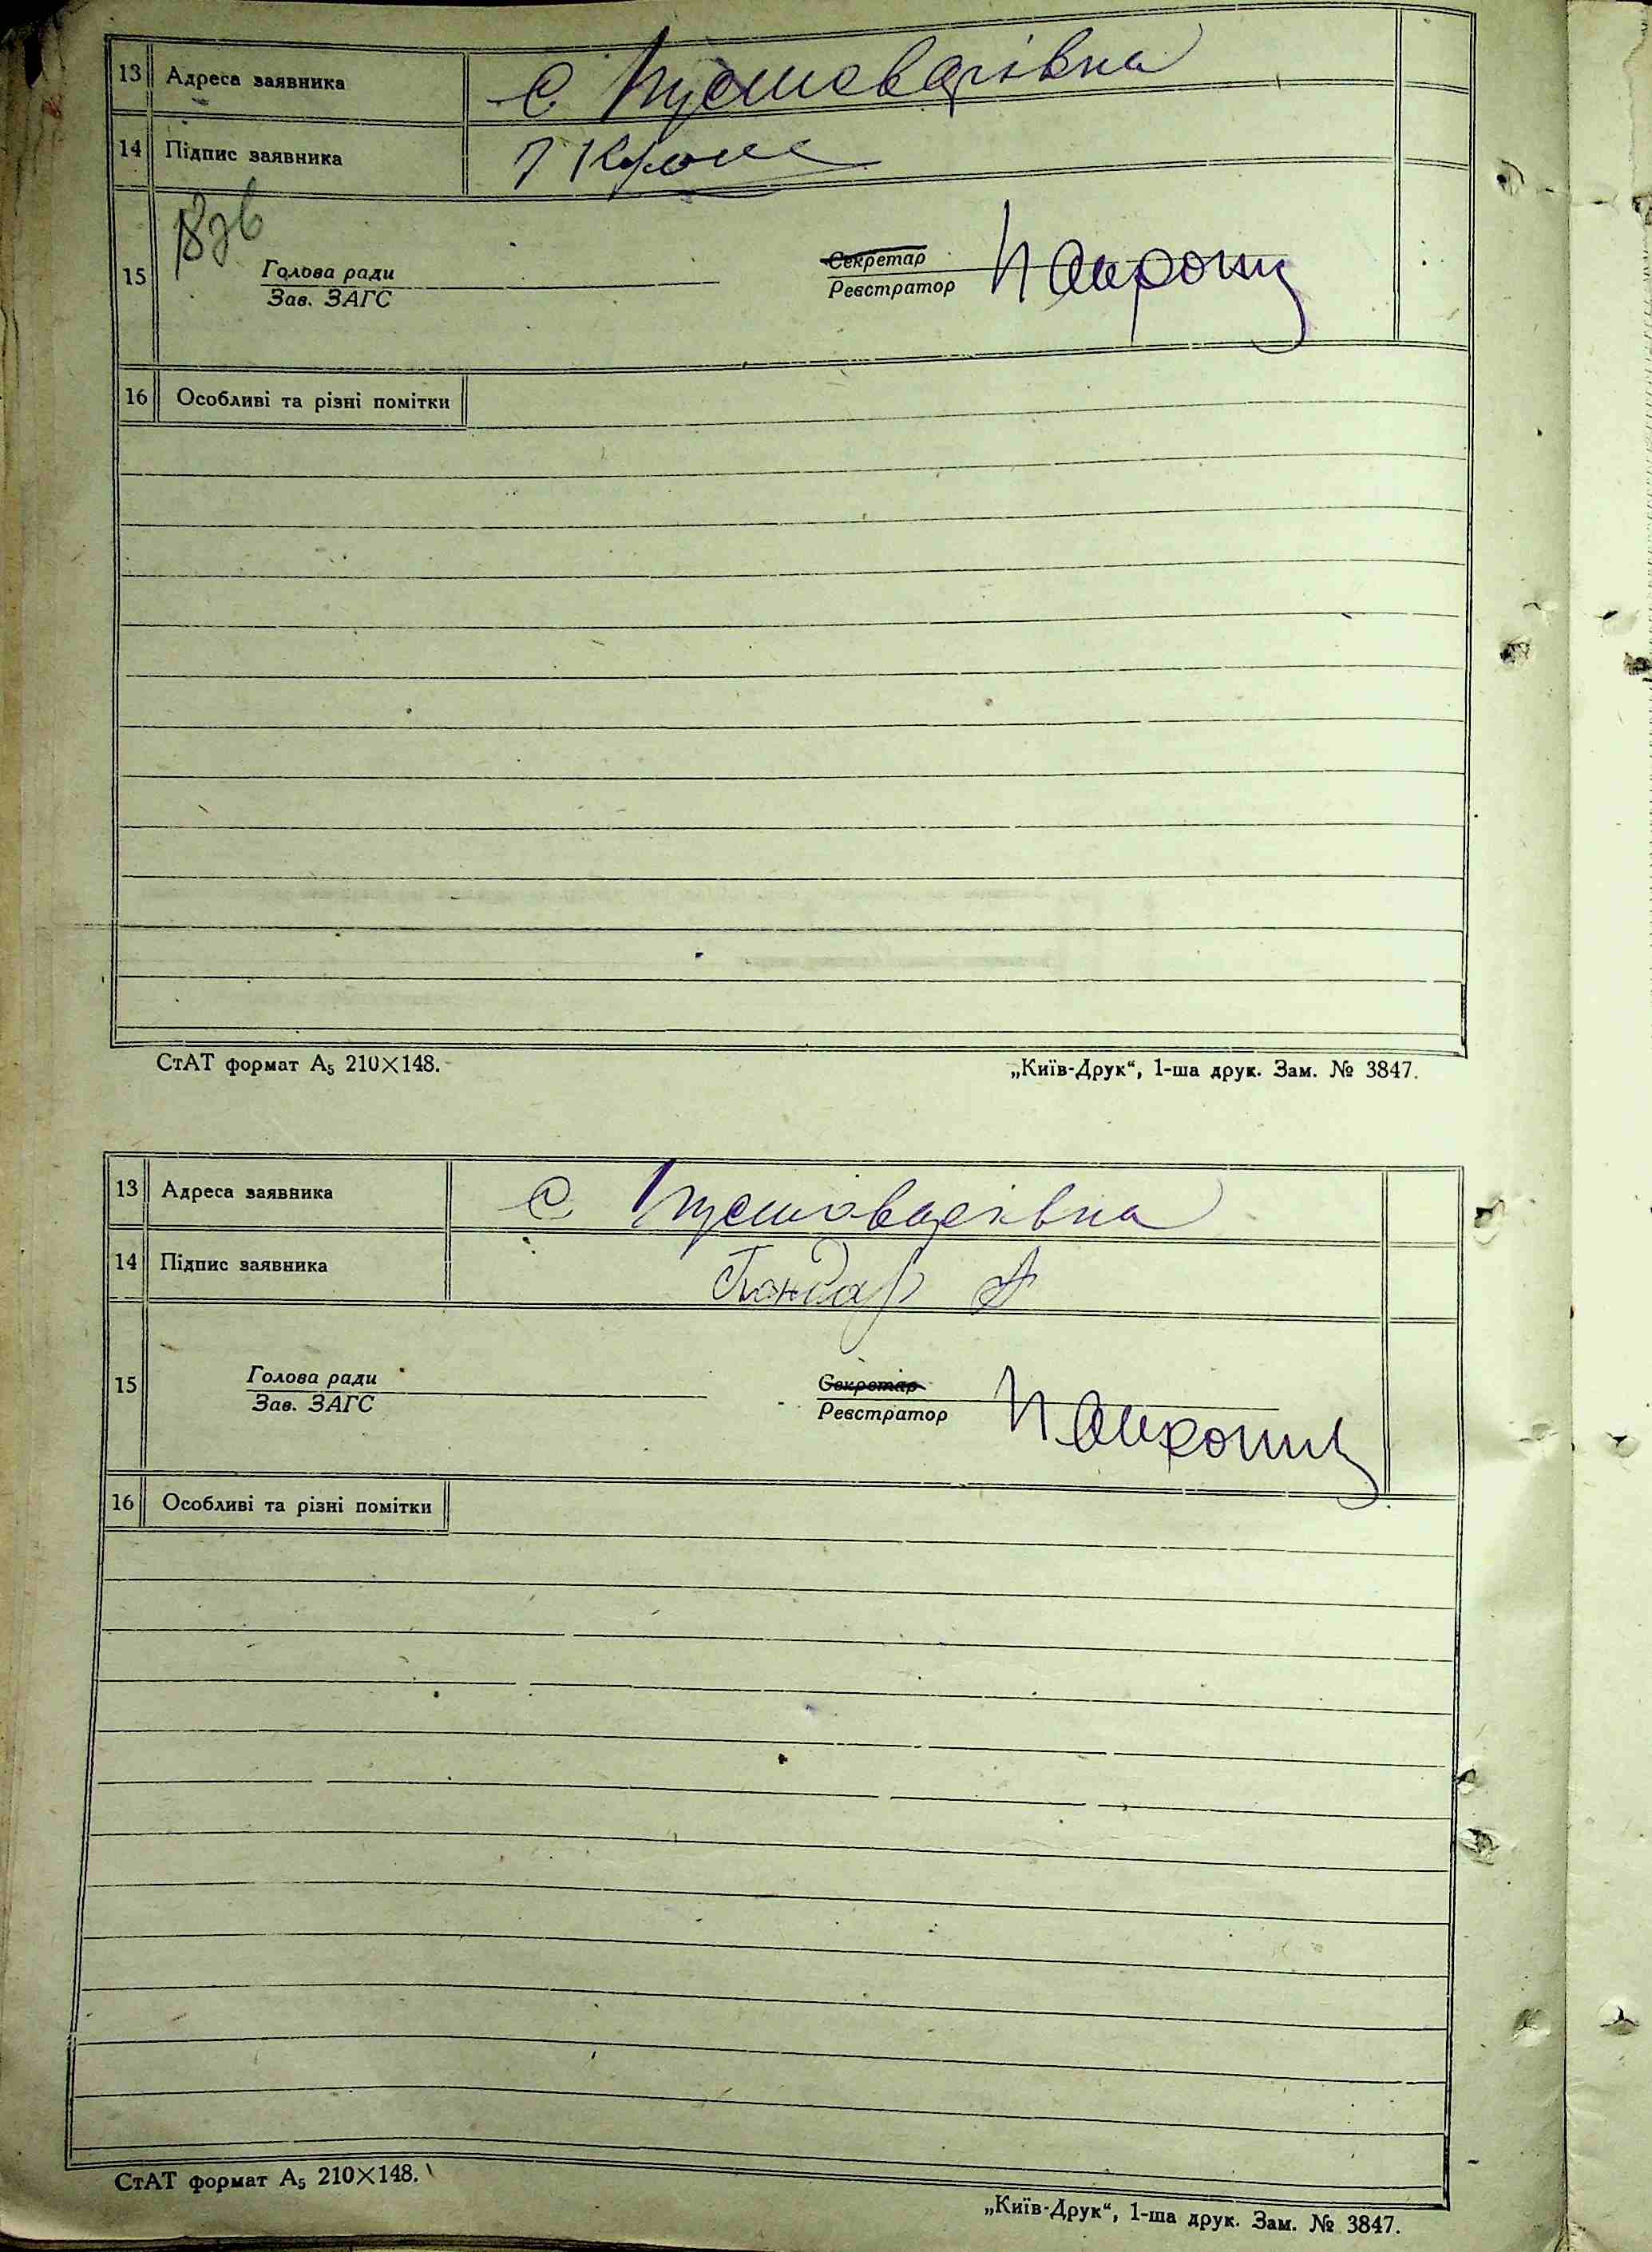 13 Адреса заявника с Пустоварівка
14 Підпис заявника
15 Голова ради Секретар
Зав. ЗАГС Реєстратор
16 Особливі та різні помітки
СтАТ формат А₅ 210×148. „Київ-Друк“, 1-ша друк. Зам. № 3847.
13 Адреса заявника с Пустоварівка
14 Підпис заявника Бондар А
15 Голова ради Секретар
Зав. ЗАГС Реєстратор
16 Особливі та різні помітки
СтАТ формат А₅ 210×148. „Київ-Друк“, 1-ша друк. Зам. № 3847.